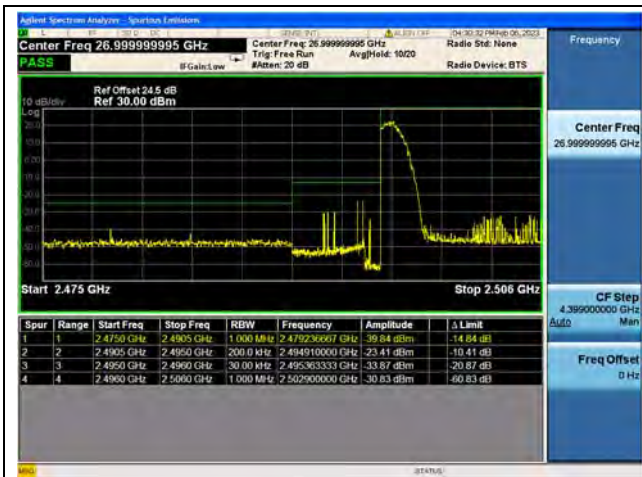 Agilent Spectrum Analyzer - Spurious Emissions
Center Freq 26.999999995 GHz
PASS
IFGain:Low
Center Freq: 26.999999995 GHz
Trig: Free Run Avg|Hold: 10/20
#Atten: 20 dB
04:30:32 PM Feb 06, 2023
Radio Std: None
Radio Device: BTS
Frequency
Ref Offset 24.5 dB
10 dB/div Ref 30.00 dBm
Log
Center Freq
26.999999995 GHz
Start 2.475 GHz Stop 2.506 GHz
CF Step
4.399000000 GHz
Auto Man
Spur Range Start Freq Stop Freq RBW Frequency Amplitude Δ Limit
1 1 2.4750 GHz 2.4905 GHz 1.000 MHz 2.479236667 GHz -39.84 dBm -14.84 dB
2 2 2.4905 GHz 2.4950 GHz 200.0 kHz 2.494910000 GHz -23.41 dBm -10.41 dB
3 3 2.4950 GHz 2.4960 GHz 30.00 kHz 2.495363333 GHz -33.87 dBm -20.87 dB
4 4 2.4960 GHz 2.5060 GHz 1.000 MHz 2.502900000 GHz -30.83 dBm -60.83 dB
Freq Offset
0 Hz
MSG STATUS